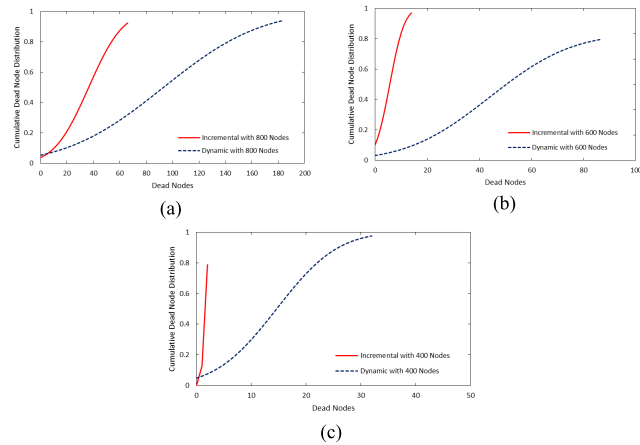 1
0.8
0.6
0.4
0.2
0
Cumulative Dead Node Distribution
Incremental with 800 Nodes
Dynamic with 800 Nodes
0 20 40 60 80 100 120 140 160 180 200
Dead Nodes
(a)
1
0.8
0.6
0.4
0.2
0
Cumulative Dead Node Distribution
Incremental with 600 Nodes
Dynamic with 600 Nodes
0 20 40 60 80 100
Dead Nodes
(b)
1
0.8
0.6
0.4
0.2
0
Cumulative Dead Node Distribution
Incremental with 400 Nodes
Dynamic with 400 Nodes
0 10 20 30 40 50
Dead Nodes
(c)